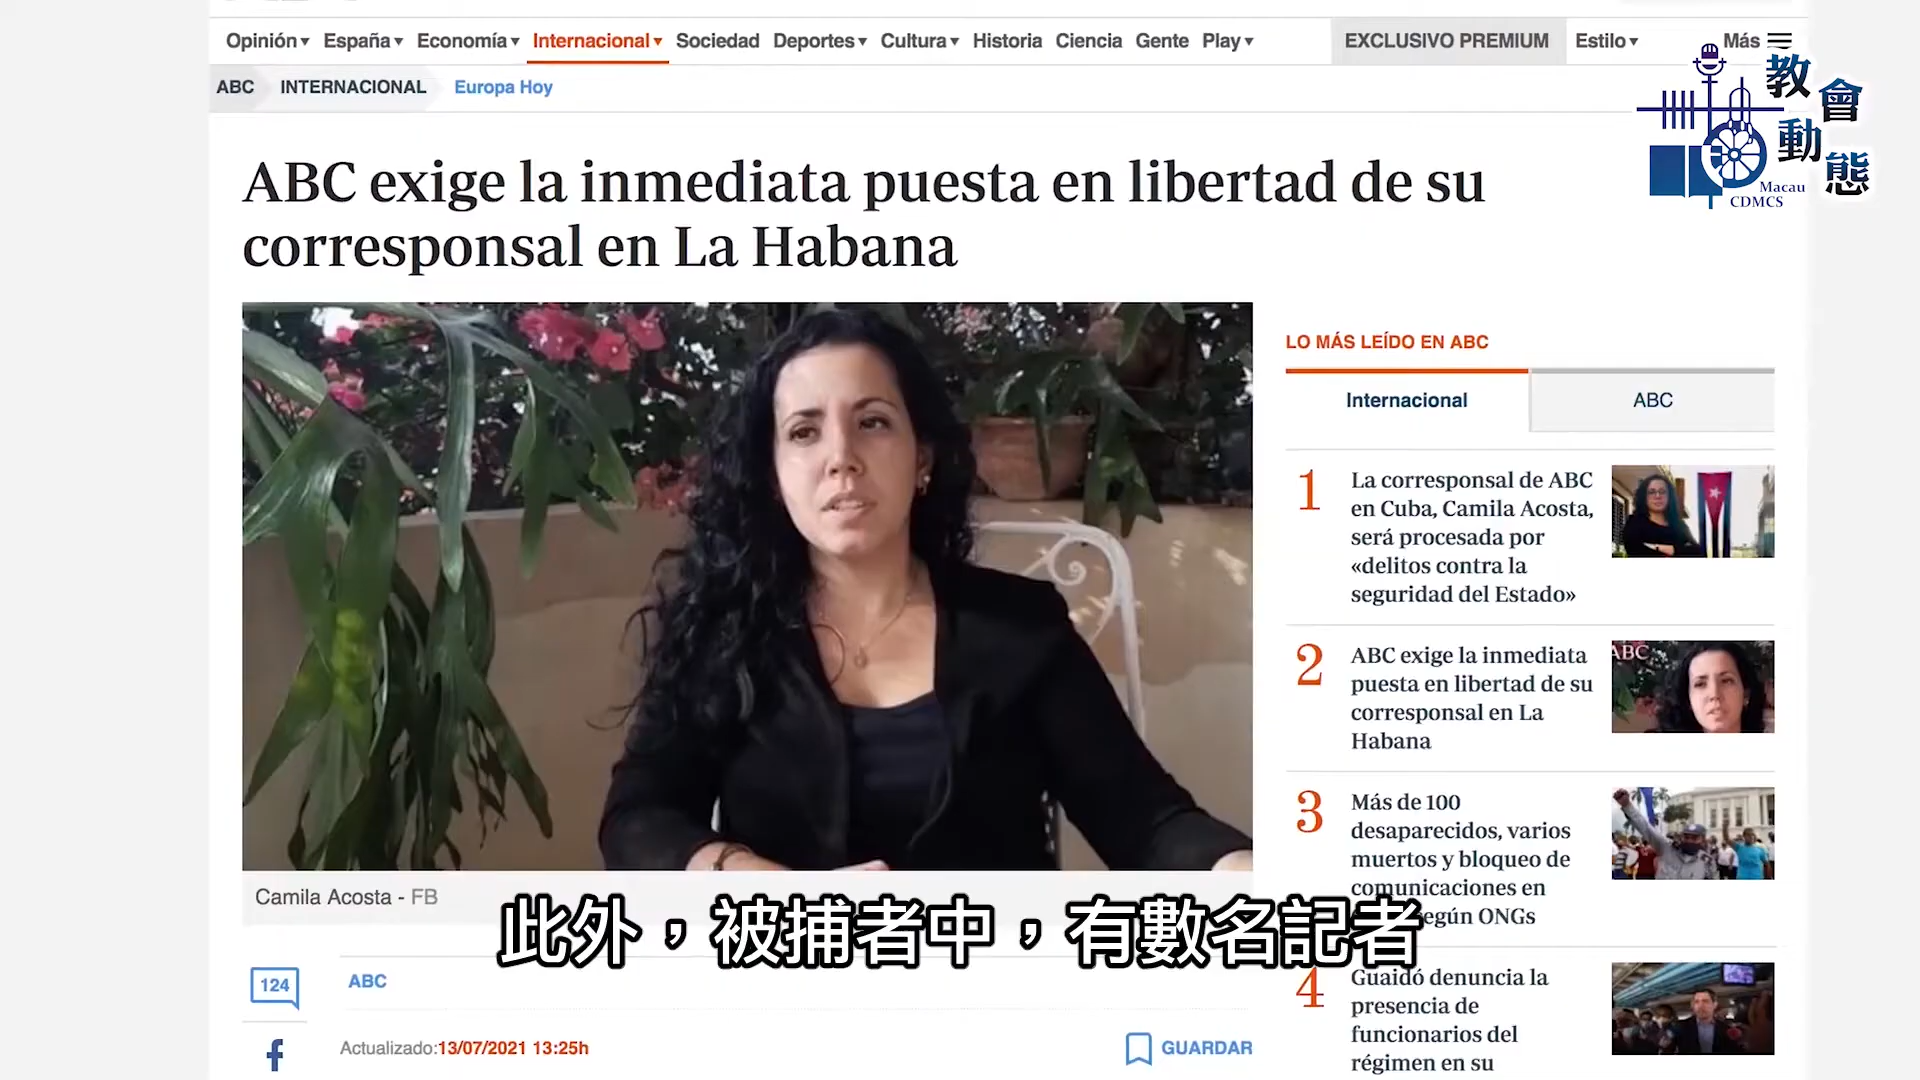 Opinión España Economía Internacional Sociedad Deportes Cultura Historia Ciencia Gente Play EXCLUSIVO PREMIUM Estilo Más
ABC INTERNACIONAL Europa Hoy
教會
動態
Macau
CDMCS
ABC exige la inmediata puesta en libertad de su
corresponsal en La Habana
LO MÁS LEÍDO EN ABC
Internacional ABC
1
La corresponsal de ABC
en Cuba, Camila Acosta,
será procesada por
«delitos contra la
seguridad del Estado»
2
ABC exige la inmediata
puesta en libertad de su
corresponsal en La
Habana
ABC
3
Más de 100
desaparecidos, varios
muertos y bloqueo de
comunicaciones en
según ONGs
4
Guaidó denuncia la
presencia de
funcionarios del
régimen en su
Camila Acosta - FB
此外，被捕者中，有數名記者
124
ABC
Actualizado:13/07/2021 13:25h
GUARDAR